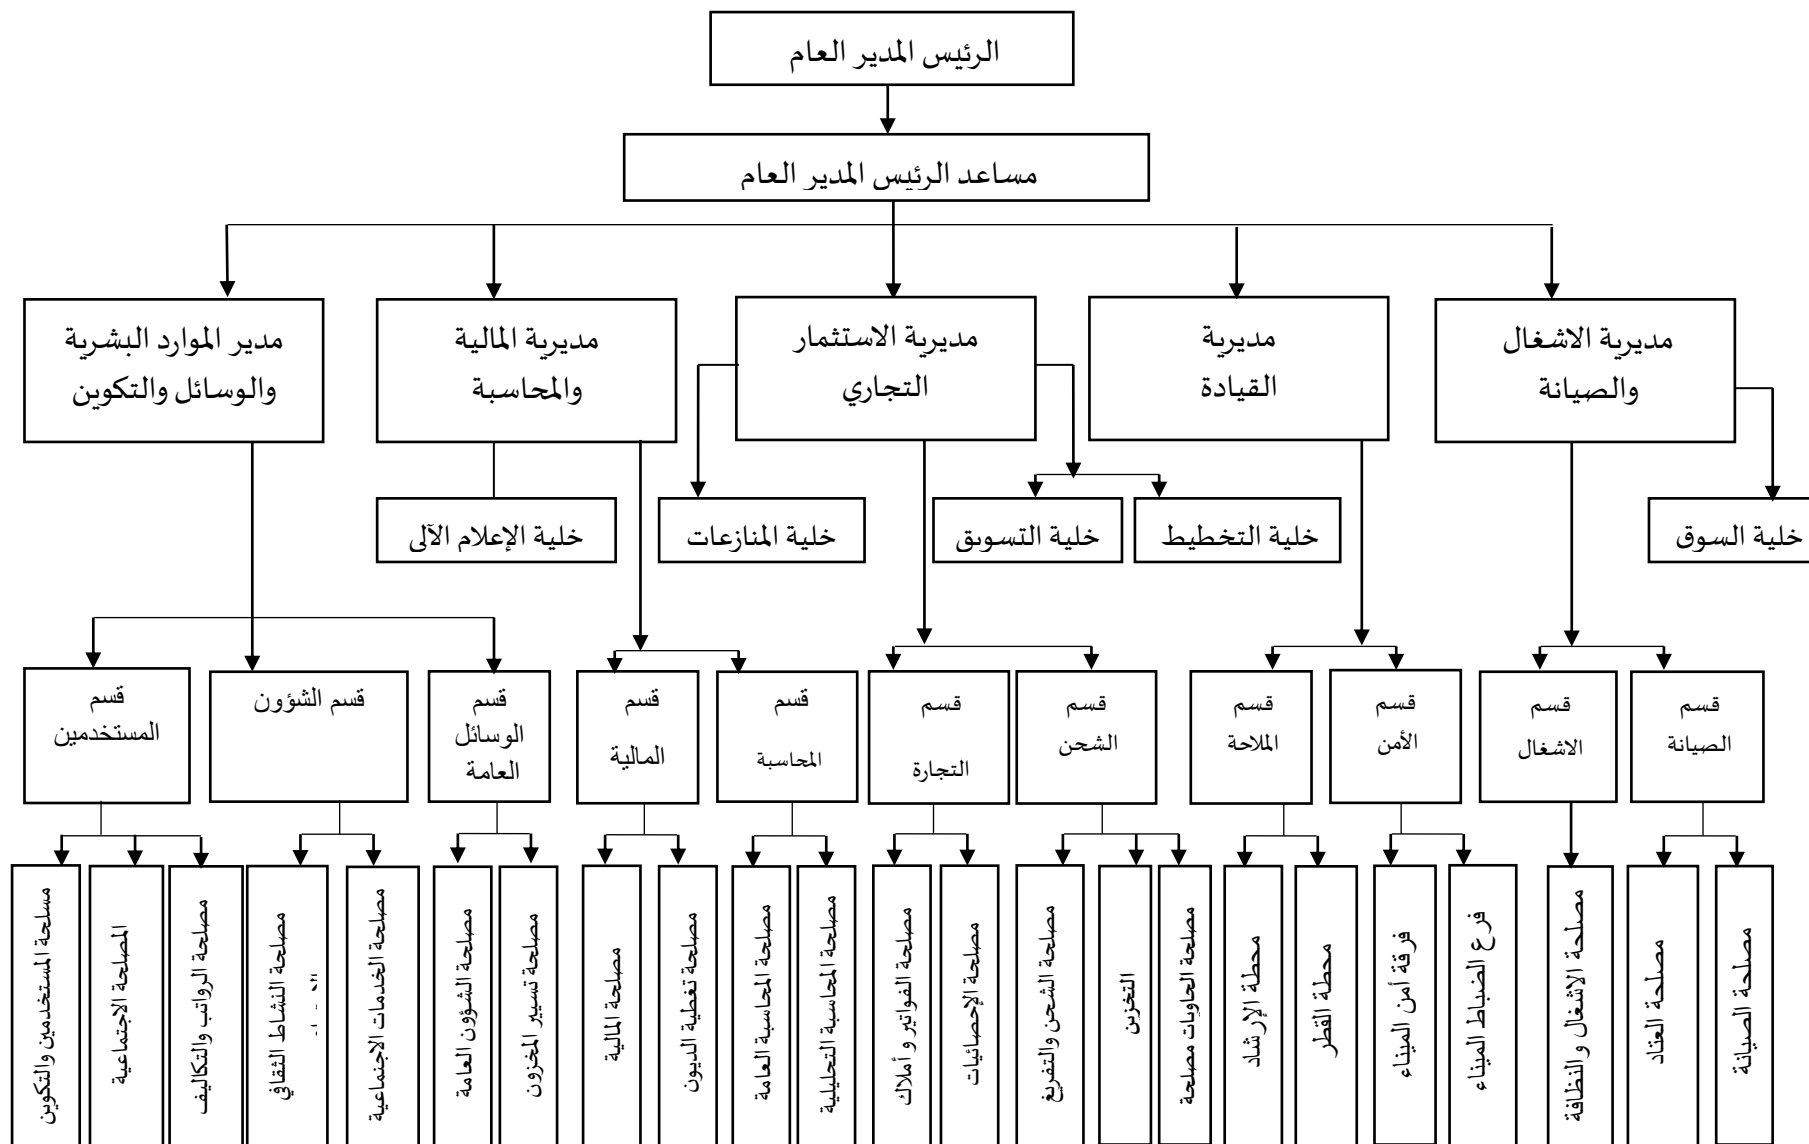 الرئيس المدير العام
مساعد الرئيس المدير العام
مديرية الاشغال
والصيانة
مديرية
القيادة
مديرية الاستثمار
التجاري
مديرية المالية
والمحاسبة
مدير الموارد البشرية
والوسائل والتكوين
خلية السوق
خلية التخطيط
خلية التسويق
خلية المنازعات
خلية الإعلام الآلى
قسم
الصيانة
قسم
الاشغال
قسم
الأمن
قسم
الملاحة
قسم
الشحن
قسم
التجارة
قسم
المحاسبة
قسم
المالية
قسم
الوسائل
العامة
قسم الشؤون
قسم
المستخدمين
مصلحة الصيانة
مصلحة العتاد
مصلحة الاشغال والنظافة
فرع الضباط الميناء
فرقة أمن الميناء
محطة القطر
محطة الإرشاد
مصلحة الحاويات مصلحة
التخزين
مصلحة الشحن والتفريغ
مصلحة الإحصائيات
مصلحة الفواتير و أملاك
مصلحة المحاسبة التحليلية
مصلحة المحاسبة العامة
مصلحة تغطية الديون
مصلحة المالية
مصلحة تسيير المخزون
مصلحة الشؤون العامة
مصلحة الخدمات الاجتماعية
مصلحة النشاط الثقافي
مصلحة الرواتب والتكاليف
المصلحة الاجتماعية
مسلحة المستخدمين والتكوين